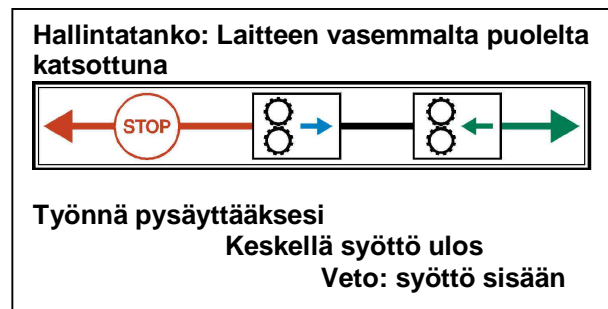 Hallintatanko: Laitteen vasemmalta puolelta
katsottuna
STOP
Työnnä pysäyttääksesi
Keskellä syöttö ulos
Veto: syöttö sisään